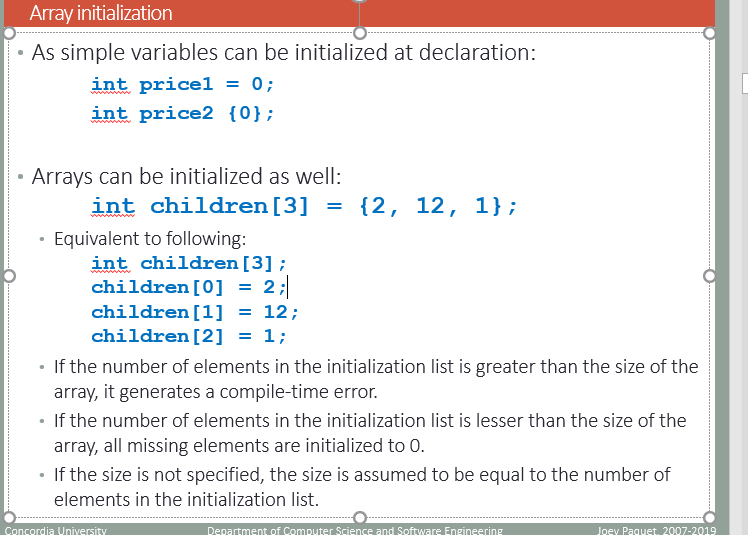 Array initialization
• As simple variables can be initialized at declaration:
int price1 = 0;
int price2 {0};
• Arrays can be initialized as well:
int children[3] = {2, 12, 1};
• Equivalent to following:
int children[3];
children[0] = 2;
children[1] = 12;
children[2] = 1;
• If the number of elements in the initialization list is greater than the size of the
array, it generates a compile-time error.
• If the number of elements in the initialization list is lesser than the size of the
array, all missing elements are initialized to 0.
• If the size is not specified, the size is assumed to be equal to the number of
elements in the initialization list.
Concordia University Department of Computer Science and Software Engineering Joey Paquet, 2007-2019